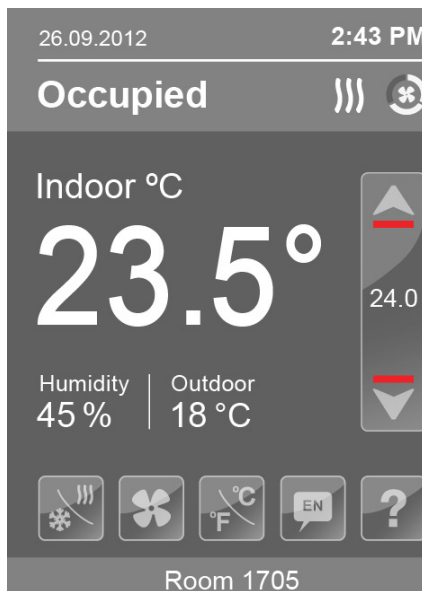 26.09.2012 2:43 PM
Occupied
Indoor ºC
23.5°
24.0
Humidity Outdoor
45 % 18 °C
°F °C EN ?
Room 1705